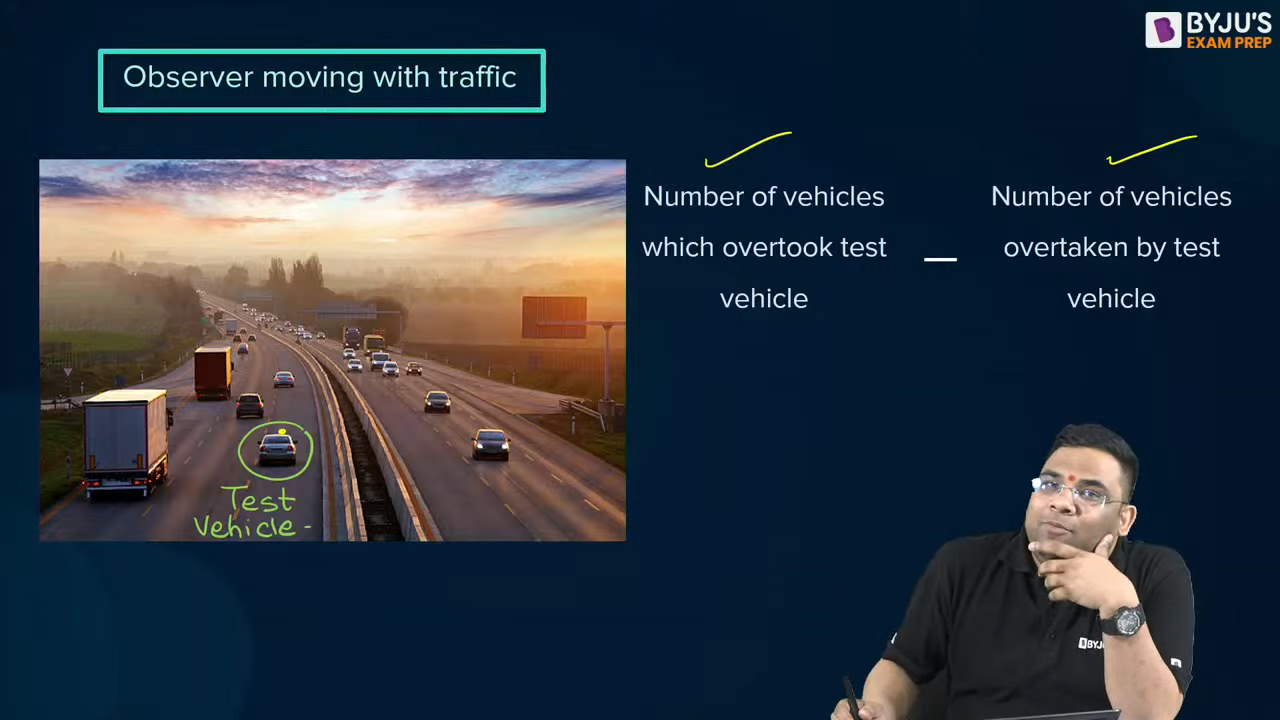 BYJU'S
EXAM PREP
Observer moving with traffic
Number of vehicles
which overtook test
vehicle
—
Number of vehicles
overtaken by test
vehicle
Test
Vehicle -
BYJU